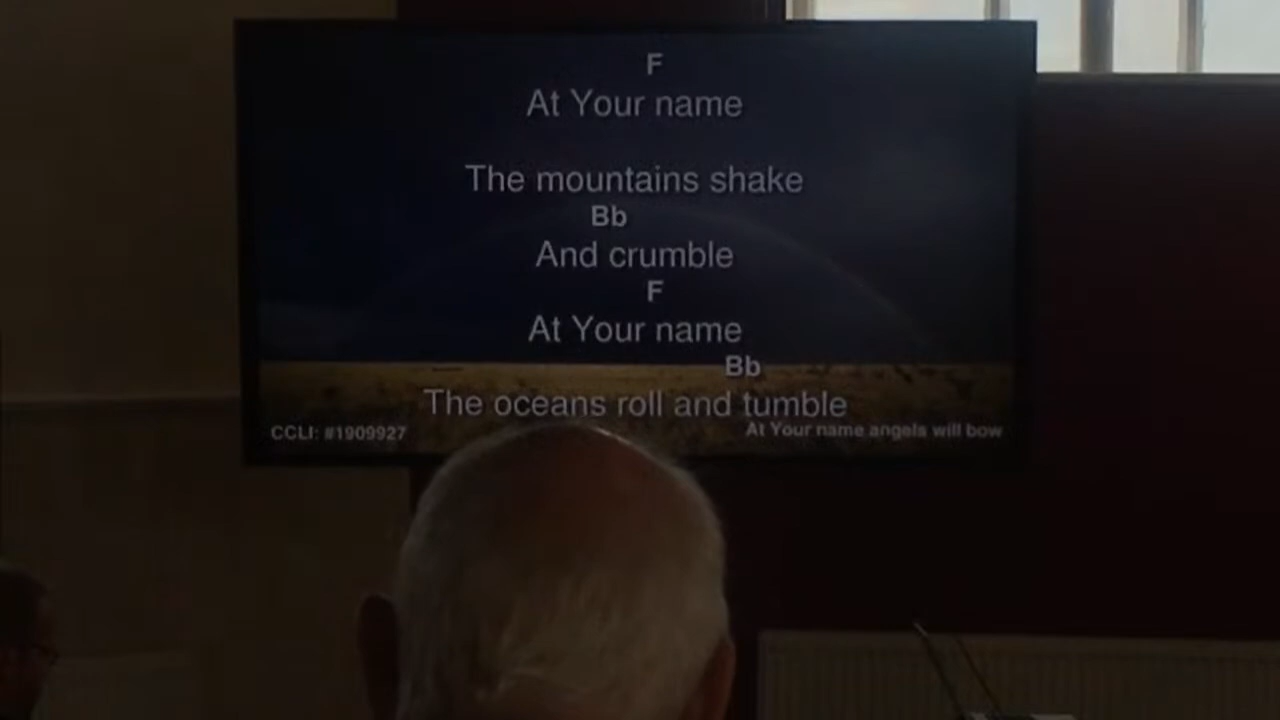 F
At Your name
The mountains shake
Bb
And crumble
F
At Your name
Bb
The oceans roll and tumble
CCLI: #1909927
At Your name angels will bow